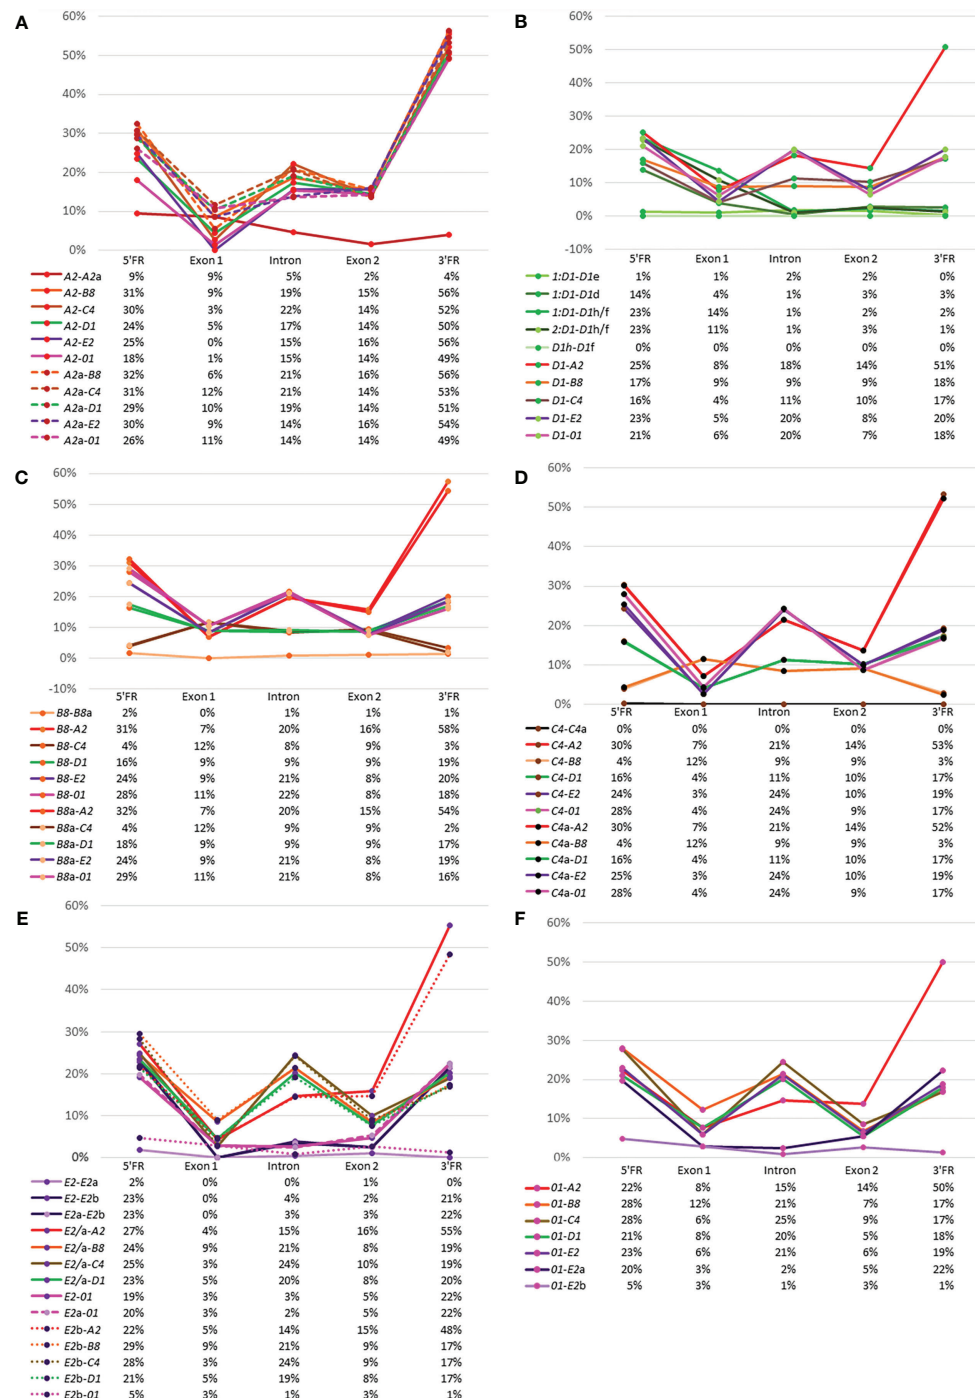 A
60%
50%
40%
30%
20%
10%
0%
5'FR Exon 1 Intron Exon 2 3'FR
A2-A2a 9% 9% 5% 2% 4%
A2-B8 31% 9% 19% 15% 56%
A2-C4 30% 3% 22% 14% 52%
A2-D1 24% 5% 17% 14% 50%
A2-E2 25% 0% 15% 16% 56%
A2-01 18% 1% 15% 14% 49%
A2a-B8 32% 6% 21% 16% 56%
A2a-C4 31% 12% 21% 14% 53%
A2a-D1 29% 10% 19% 14% 51%
A2a-E2 30% 9% 14% 16% 54%
A2a-01 26% 11% 14% 14% 49%
B
60%
50%
40%
30%
20%
10%
0%
-10%
5'FR Exon 1 Intron Exon 2 3'FR
1:D1-D1e 1% 1% 2% 2% 0%
1:D1-D1d 14% 4% 1% 3% 3%
1:D1-D1h/f 23% 14% 1% 2% 2%
2:D1-D1h/f 23% 11% 1% 3% 1%
D1h-D1f 0% 0% 0% 0% 0%
D1-A2 25% 8% 18% 14% 51%
D1-B8 17% 9% 9% 9% 18%
D1-C4 16% 4% 11% 10% 17%
D1-E2 23% 5% 20% 8% 20%
D1-01 21% 6% 20% 7% 18%
C
60%
50%
40%
30%
20%
10%
0%
-10%
5'FR Exon 1 Intron Exon 2 3'FR
B8-B8a 2% 0% 1% 1% 1%
B8-A2 31% 7% 20% 16% 58%
B8-C4 4% 12% 8% 9% 3%
B8-D1 16% 9% 9% 9% 19%
B8-E2 24% 9% 21% 8% 20%
B8-01 28% 11% 22% 8% 18%
B8a-A2 32% 7% 20% 15% 54%
B8a-C4 4% 12% 9% 9% 2%
B8a-D1 18% 9% 9% 9% 17%
B8a-E2 24% 9% 21% 8% 19%
B8a-01 29% 11% 21% 8% 16%
D
60%
50%
40%
30%
20%
10%
0%
5'FR Exon 1 Intron Exon 2 3'FR
C4-C4a 0% 0% 0% 0% 0%
C4-A2 30% 7% 21% 14% 53%
C4-B8 4% 12% 9% 9% 3%
C4-D1 16% 4% 11% 10% 17%
C4-E2 24% 3% 24% 10% 19%
C4-01 28% 4% 24% 9% 17%
C4a-A2 30% 7% 21% 14% 52%
C4a-B8 4% 12% 9% 9% 3%
C4a-D1 16% 4% 11% 10% 17%
C4a-E2 25% 3% 24% 10% 19%
C4a-01 28% 4% 24% 9% 17%
E
60%
50%
40%
30%
20%
10%
0%
5'FR Exon 1 Intron Exon 2 3'FR
E2-E2a 2% 0% 0% 1% 0%
E2-E2b 23% 0% 4% 2% 21%
E2a-E2b 23% 0% 3% 3% 22%
E2/a-A2 27% 4% 15% 16% 55%
E2/a-B8 24% 9% 21% 8% 19%
E2/a-C4 25% 3% 24% 10% 19%
E2/a-D1 23% 5% 20% 8% 20%
E2-01 19% 3% 3% 5% 22%
E2a-01 20% 3% 2% 5% 22%
E2b-A2 22% 5% 14% 15% 48%
E2b-B8 29% 9% 21% 9% 17%
E2b-C4 28% 3% 24% 9% 17%
E2b-D1 21% 5% 19% 8% 17%
E2b-01 5% 3% 1% 3% 1%
F
60%
50%
40%
30%
20%
10%
0%
5'FR Exon 1 Intron Exon 2 3'FR
01-A2 22% 8% 15% 14% 50%
01-B8 28% 12% 21% 7% 17%
01-C4 28% 6% 25% 9% 17%
01-D1 21% 8% 20% 5% 18%
01-E2 23% 6% 21% 6% 19%
01-E2a 20% 3% 2% 5% 22%
01-E2b 5% 3% 1% 3% 1%